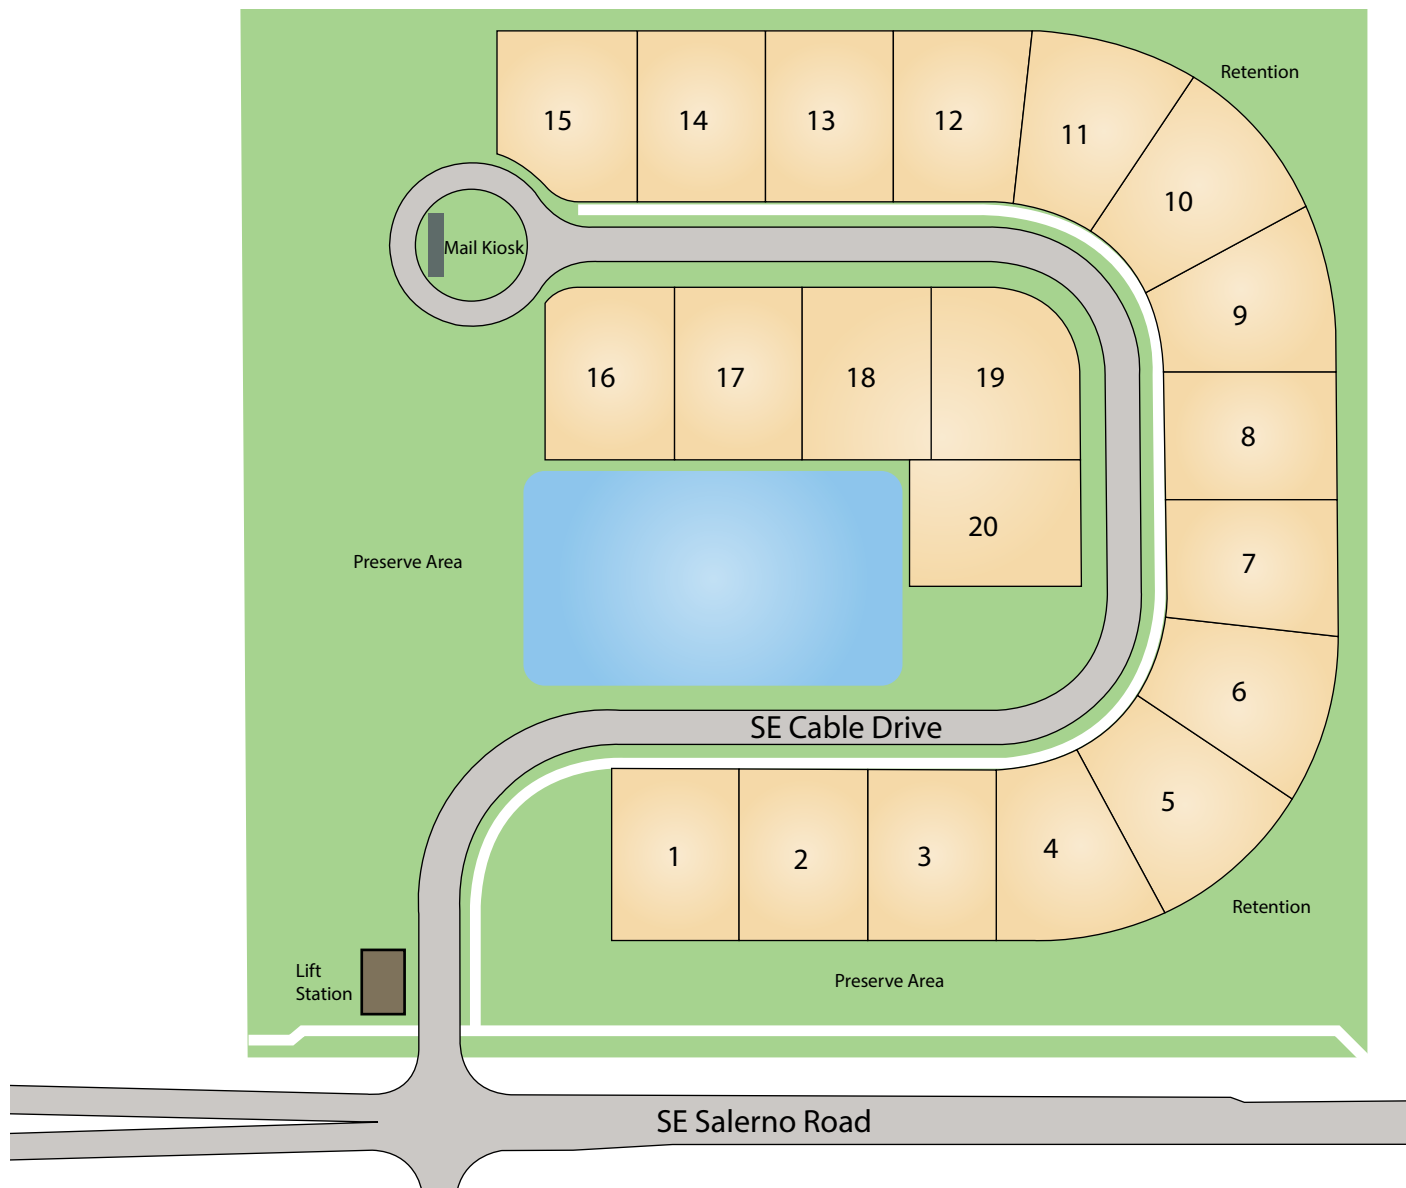 Retention
15
14
13
12
11
10
Mail Kiosk
9
16
17
18
19
8
20
Preserve Area
7
6
SE Cable Drive
5
1
2
3
4
Retention
Lift
Station
Preserve Area
SE Salerno Road